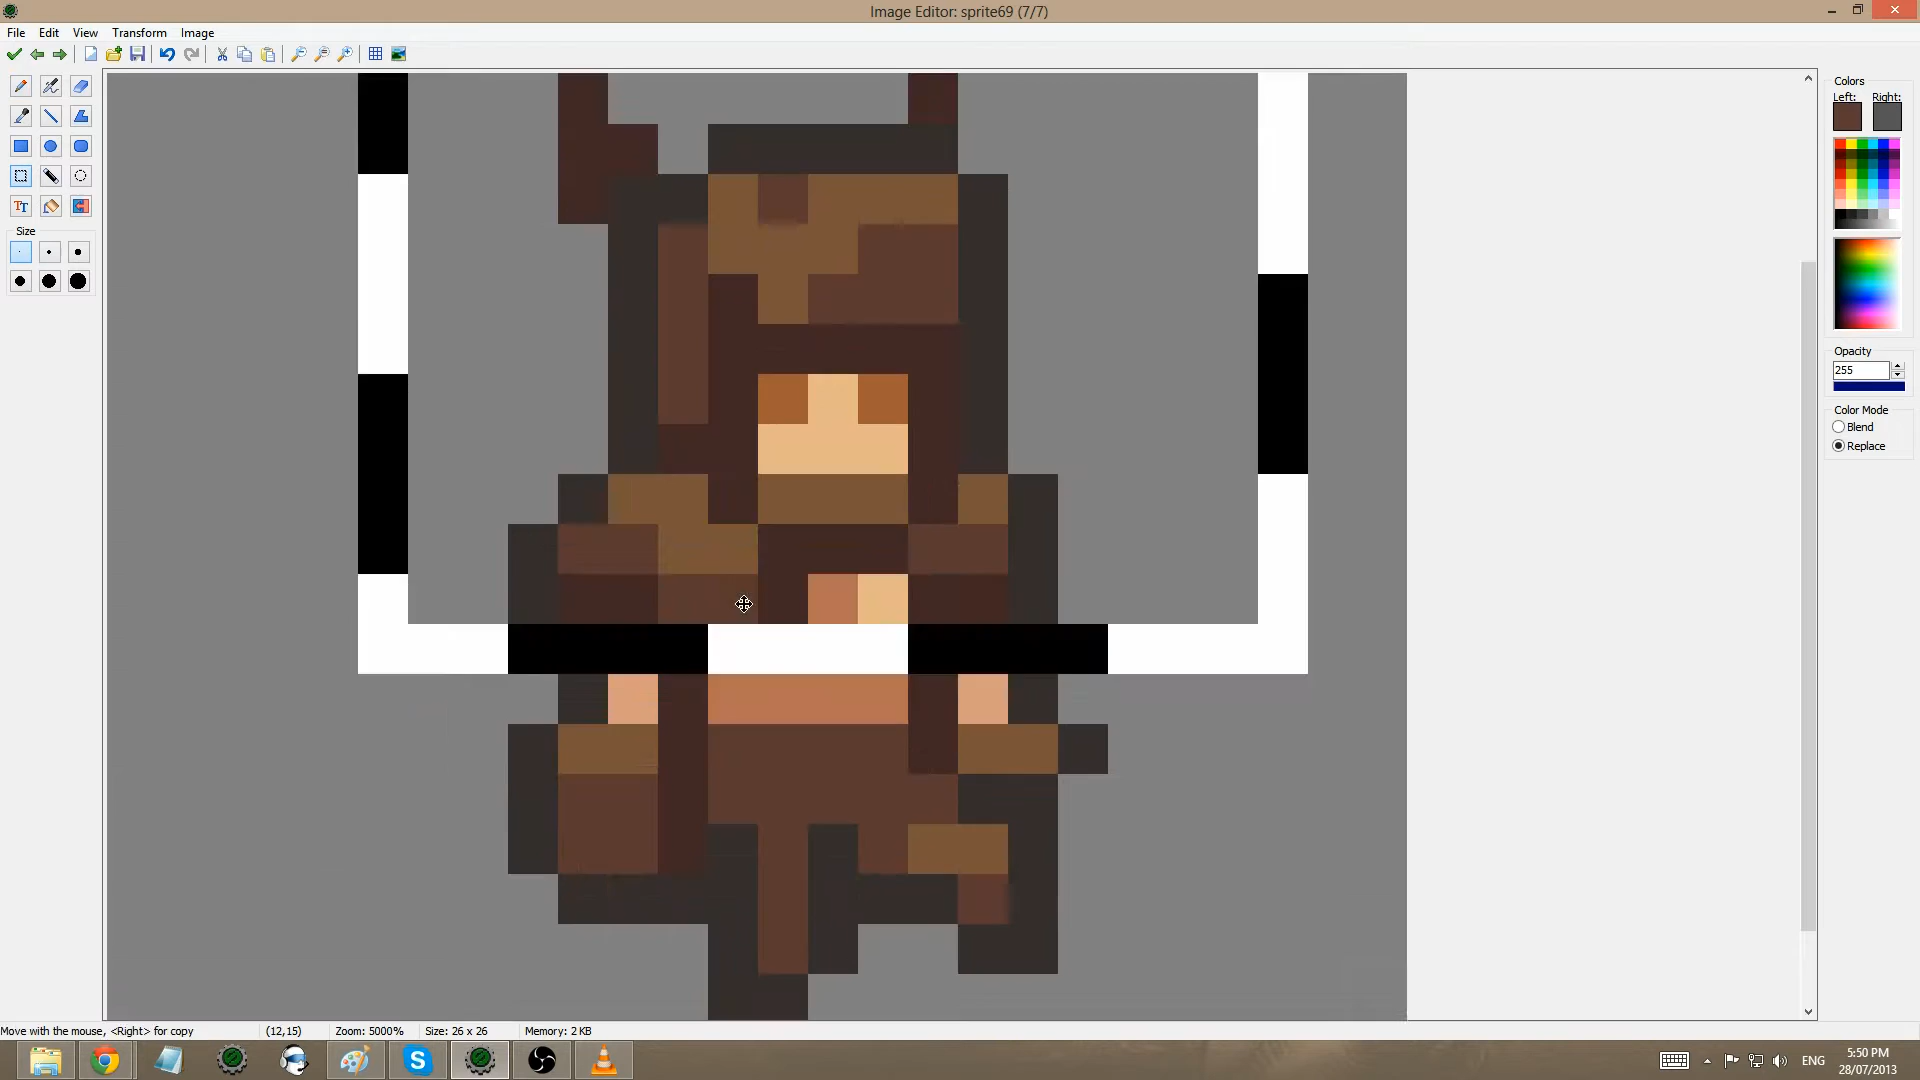 Image Editor: sprite69 (7/7)
File Edit View Transform Image
Colors
Left: Right:
Size
Opacity
255
Color Mode
Blend
Replace
Move with the mouse, <Right> for copy (12,15) Zoom: 5000% Size: 26 x 26 Memory: 2 KB
ENG 5:50 PM
28/07/2013